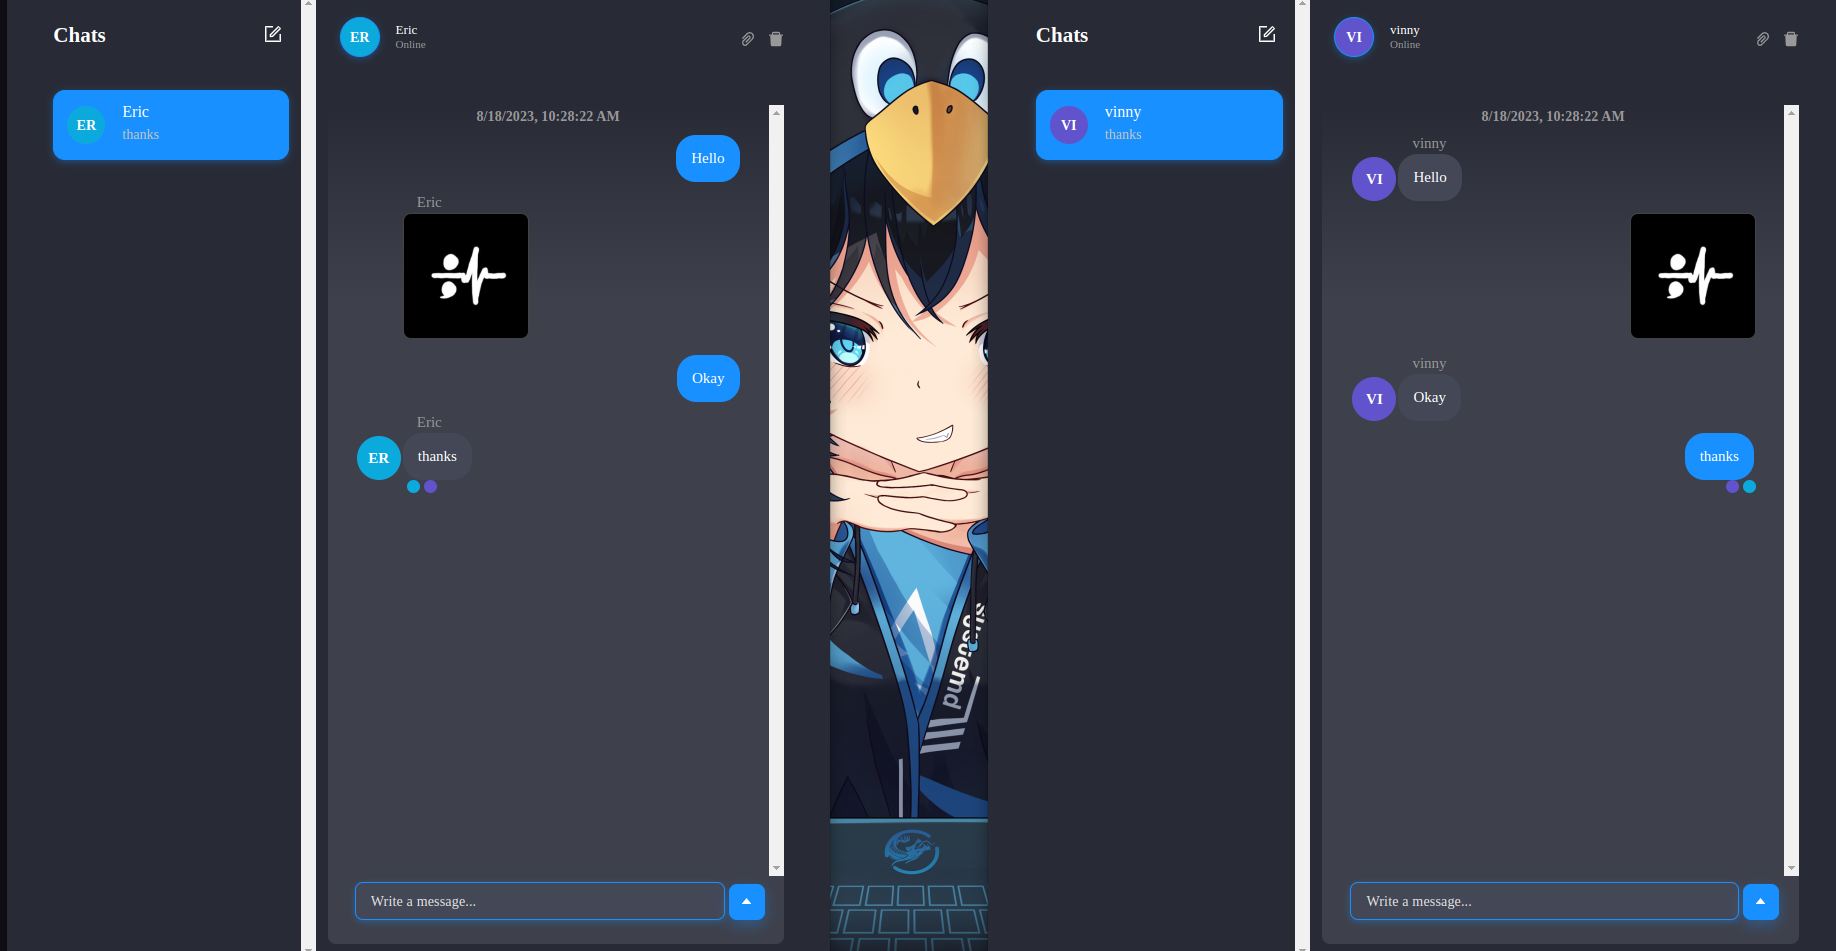 Chats
ER
Eric
thanks
ER
Eric
Online
8/18/2023, 10:28:22 AM
Hello
Eric
Okay
Eric
ER
thanks
Write a message...
Chats
VI
vinny
thanks
VI
vinny
Online
8/18/2023, 10:28:22 AM
vinny
VI
Hello
vinny
VI
Okay
thanks
Write a message...